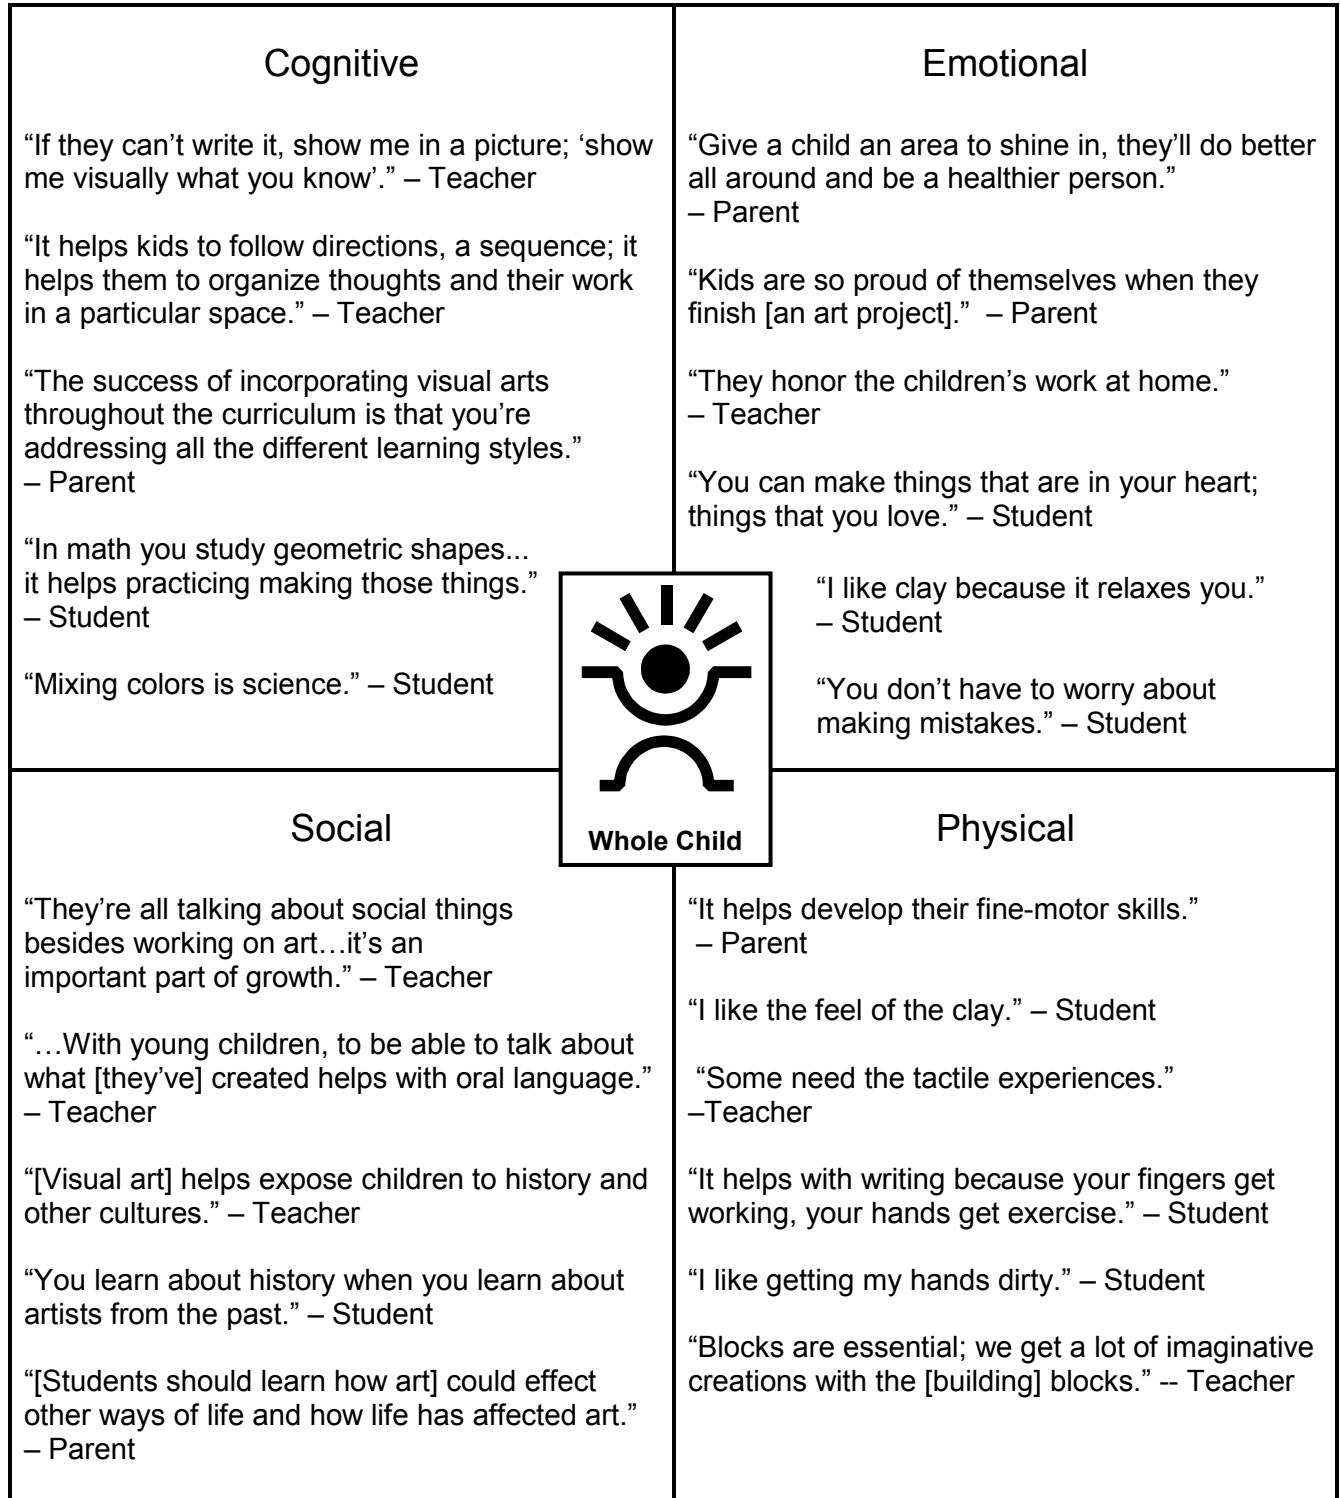 Cognitive
“If they can’t write it, show me in a picture; ‘show
me visually what you know’.” – Teacher
“It helps kids to follow directions, a sequence; it
helps them to organize thoughts and their work
in a particular space.” – Teacher
“The success of incorporating visual arts
throughout the curriculum is that you’re
addressing all the different learning styles.”
– Parent
“In math you study geometric shapes...
it helps practicing making those things.”
– Student
“Mixing colors is science.” – Student
Emotional
“Give a child an area to shine in, they’ll do better
all around and be a healthier person.”
– Parent
“Kids are so proud of themselves when they
finish [an art project].” – Parent
“They honor the children’s work at home.”
– Teacher
“You can make things that are in your heart;
things that you love.” – Student
“I like clay because it relaxes you.”
– Student
“You don’t have to worry about
making mistakes.” – Student
Whole Child
Social
“They’re all talking about social things
besides working on art…it’s an
important part of growth.” – Teacher
“…With young children, to be able to talk about
what [they’ve] created helps with oral language.”
– Teacher
“[Visual art] helps expose children to history and
other cultures.” – Teacher
“You learn about history when you learn about
artists from the past.” – Student
“[Students should learn how art] could effect
other ways of life and how life has affected art.”
– Parent
Physical
“It helps develop their fine-motor skills.”
– Parent
“I like the feel of the clay.” – Student
“Some need the tactile experiences.”
–Teacher
“It helps with writing because your fingers get
working, your hands get exercise.” – Student
“I like getting my hands dirty.” – Student
“Blocks are essential; we get a lot of imaginative
creations with the [building] blocks.” -- Teacher